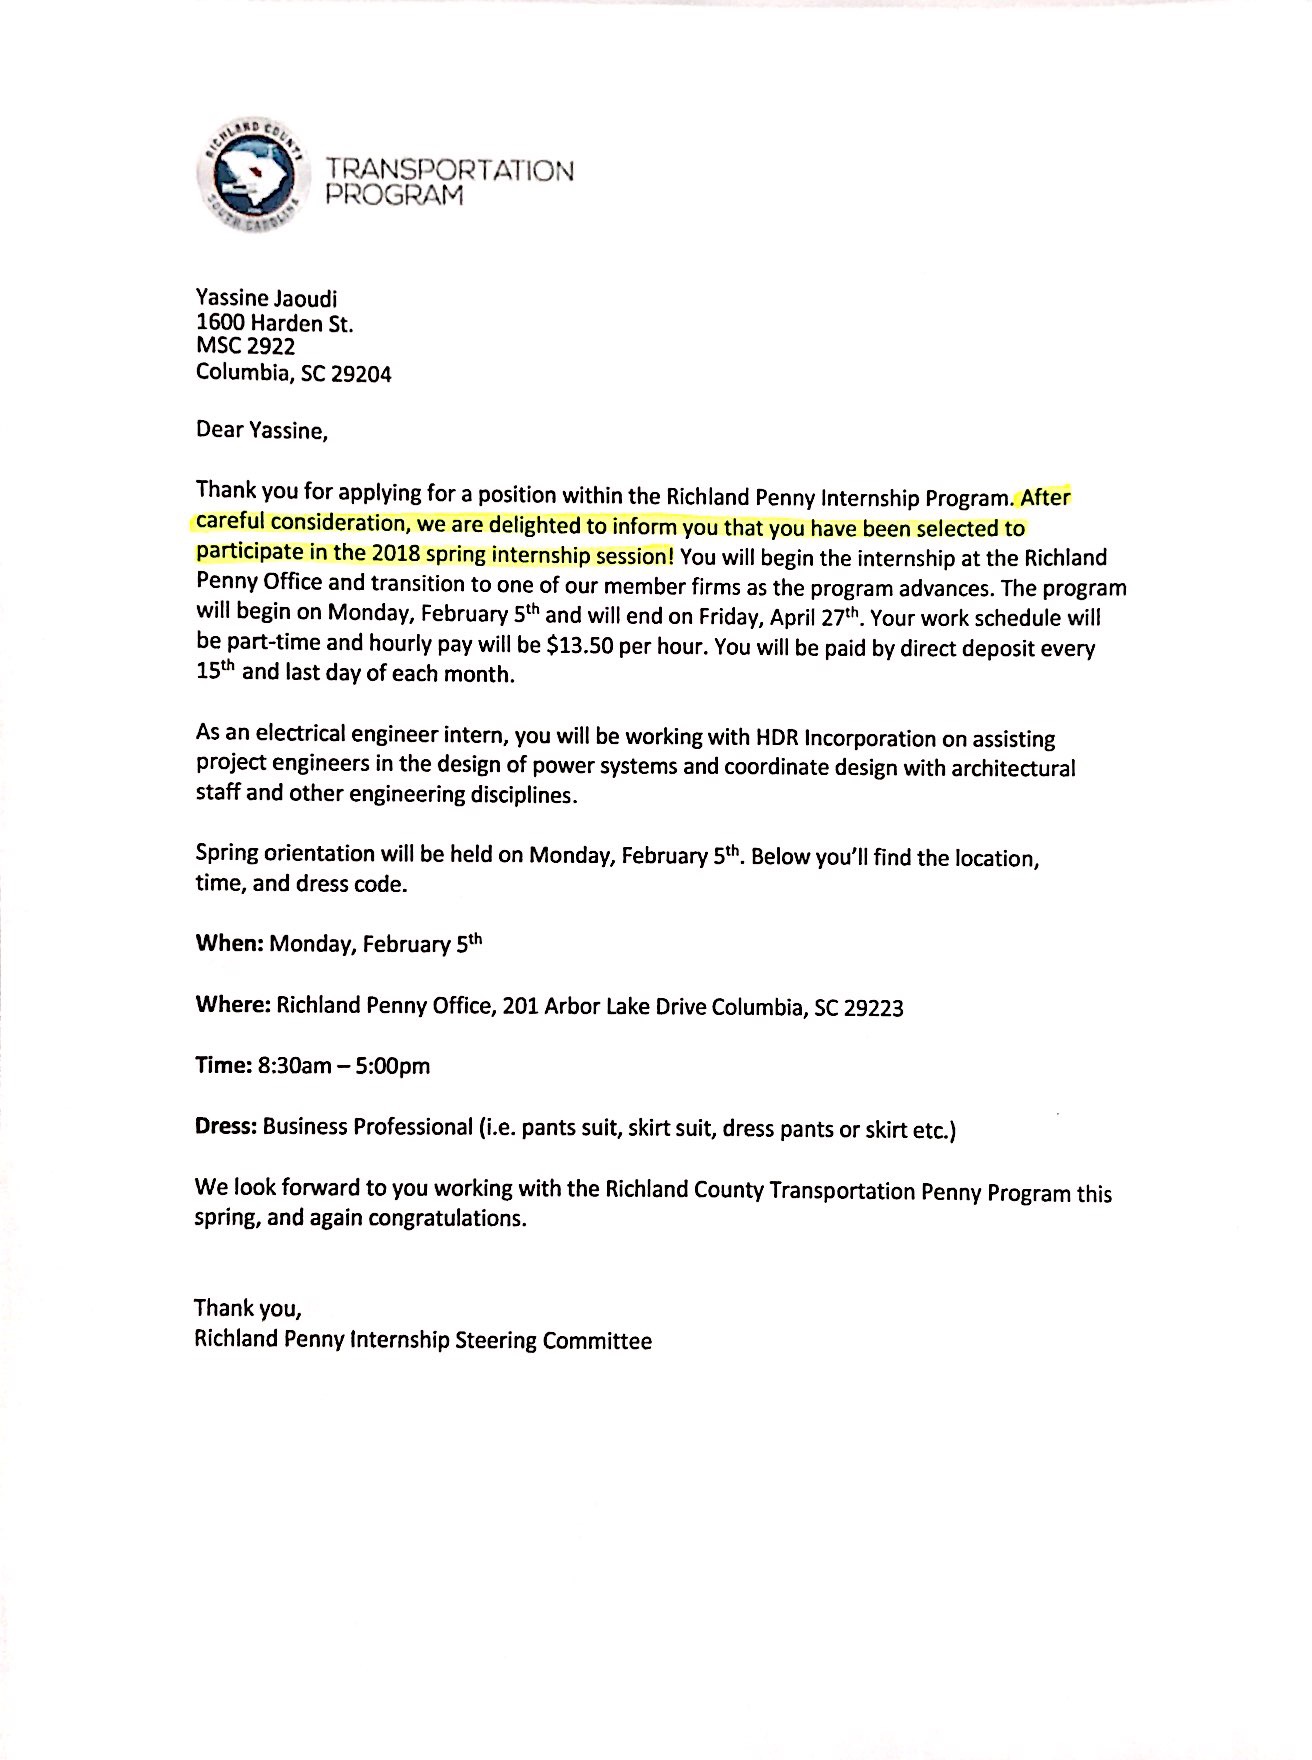 RICHLAND COUNTY
SOUTH CAROLINA
TRANSPORTATION
PROGRAM
Yassine Jaoudi
1600 Harden St.
MSC 2922
Columbia, SC 29204
Dear Yassine,
Thank you for applying for a position within the Richland Penny Internship Program. After
careful consideration, we are delighted to inform you that you have been selected to
participate in the 2018 spring internship session! You will begin the internship at the Richland
Penny Office and transition to one of our member firms as the program advances. The program
will begin on Monday, February 5th and will end on Friday, April 27th. Your work schedule will
be part-time and hourly pay will be $13.50 per hour. You will be paid by direct deposit every
15th and last day of each month.
As an electrical engineer intern, you will be working with HDR Incorporation on assisting
project engineers in the design of power systems and coordinate design with architectural
staff and other engineering disciplines.
Spring orientation will be held on Monday, February 5th. Below you'll find the location,
time, and dress code.
When: Monday, February 5th
Where: Richland Penny Office, 201 Arbor Lake Drive Columbia, SC 29223
Time: 8:30am – 5:00pm
Dress: Business Professional (i.e. pants suit, skirt suit, dress pants or skirt etc.)
We look forward to you working with the Richland County Transportation Penny Program this
spring, and again congratulations.
Thank you,
Richland Penny Internship Steering Committee